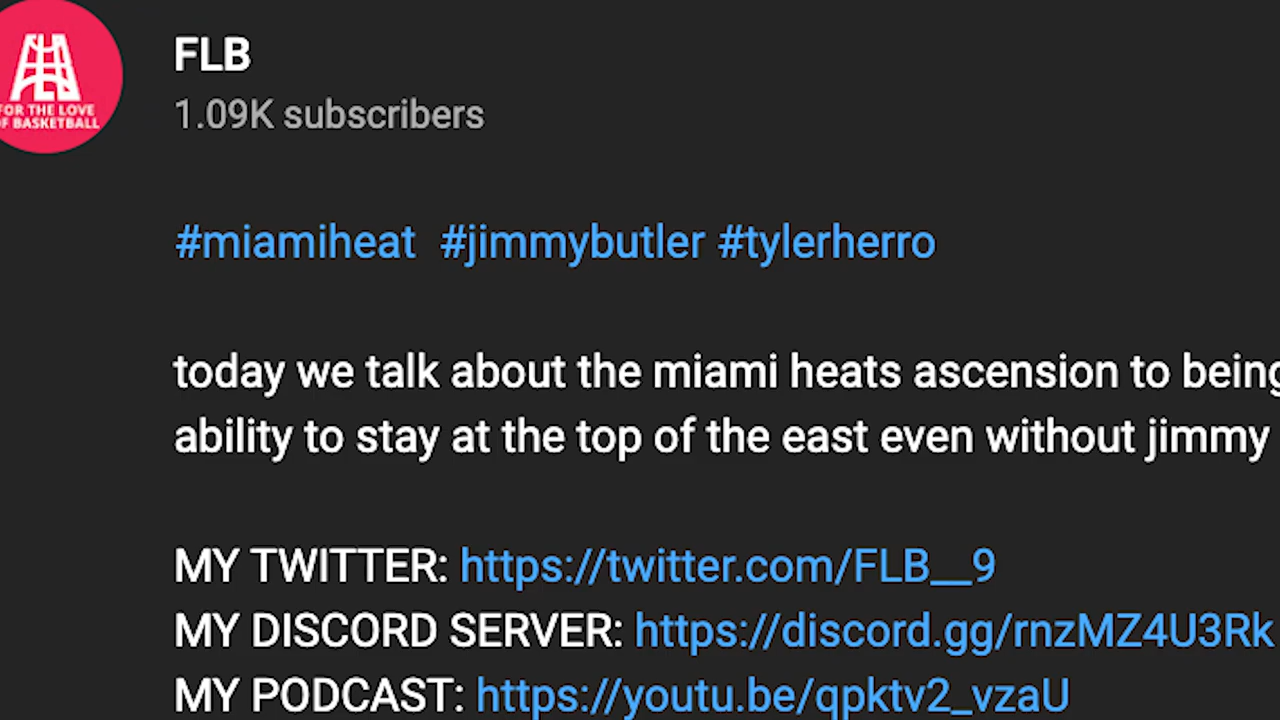 FLB
1.09K subscribers
FOR THE LOVE
OF BASKETBALL
#miamiheat #jimmybutler #tylerherro
today we talk about the miami heats ascension to being
ability to stay at the top of the east even without jimmy
MY TWITTER: https://twitter.com/FLB__9
MY DISCORD SERVER: https://discord.gg/rnzMZ4U3Rk
MY PODCAST: https://youtu.be/qpktv2_vzaU